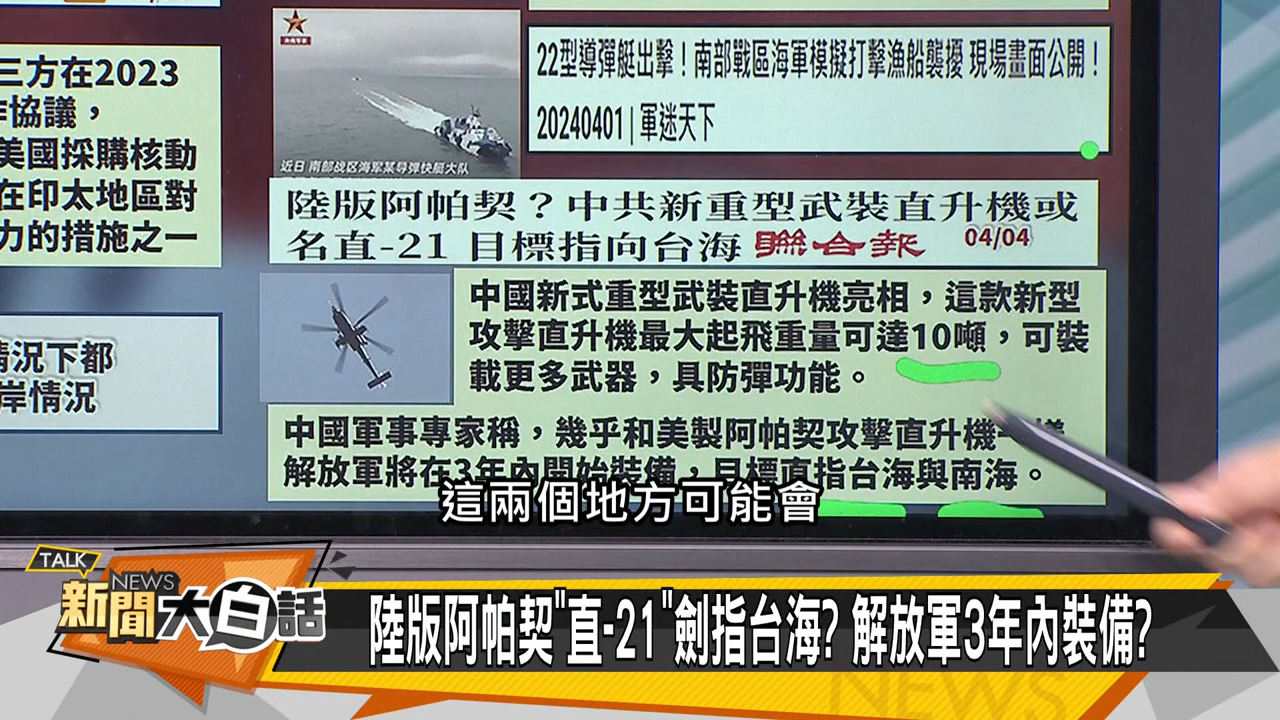 三方在2023
協議，
美國採購核動
在印太地區對
力的措施之一
情況下都
岸情況
近日 南部战区海军某导弹快艇大队
22型導彈艇出擊！南部戰區海軍模擬打擊漁船襲擾 現場畫面公開！
20240401 | 軍迷天下
陸版阿帕契？中共新重型武裝直升機或
名直-21 目標指向台海 聯合報 04/04
中國新式重型武裝直升機亮相，這款新型
攻擊直升機最大起飛重量可達10噸，可裝
載更多武器，具防彈功能。
中國軍事專家稱，幾乎和美製阿帕契攻擊直升機一樣
解放軍將在3年內開始裝備，目標直指台海與南海。
這兩個地方可能會
TALK
NEWS
新聞大白話
陸版阿帕契"直-21"劍指台海? 解放軍3年內裝備?
NEWS